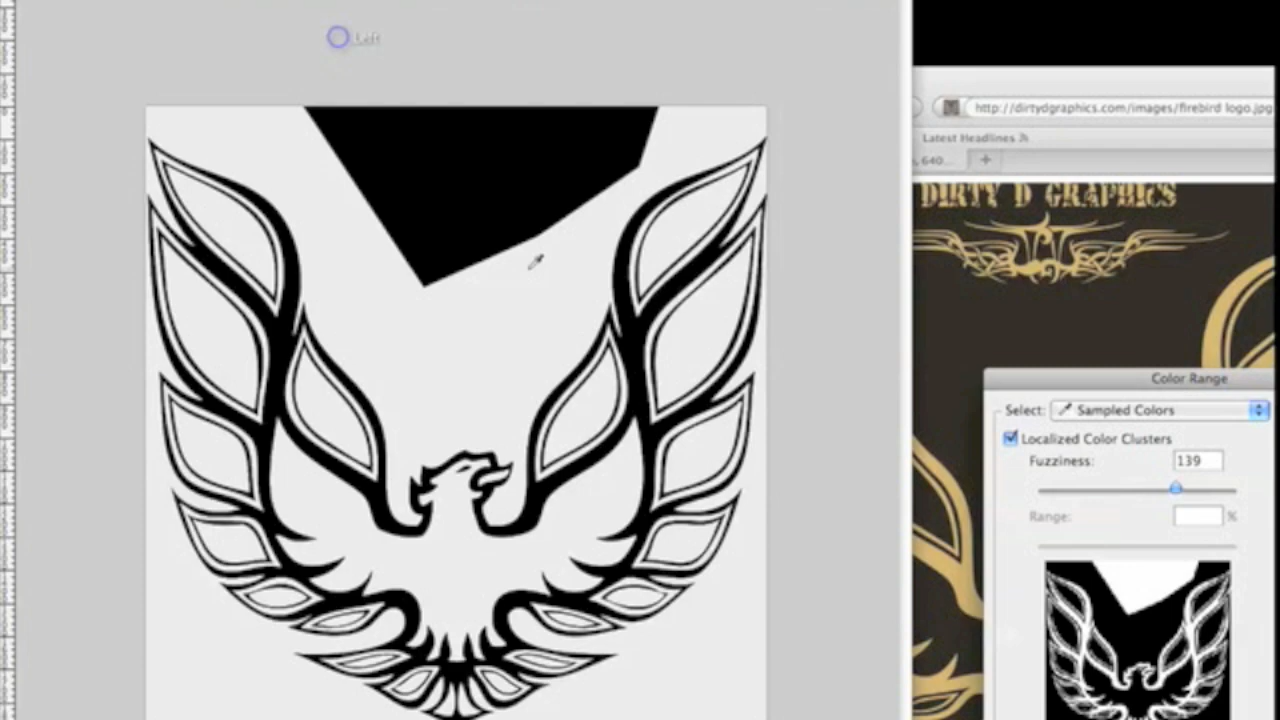 Left
http://dirtydgraphics.com/images/firebird logo.jpg
Latest Headlines
, 640...
DIRTY D GRAPHICS
Color Range
Select: Sampled Colors
Localized Color Clusters
Fuzziness: 139
Range: %